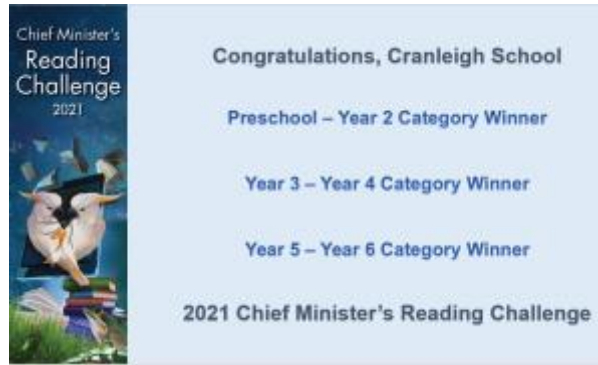 Chief Minister's
Reading
Challenge
2021
Congratulations, Cranleigh School
Preschool – Year 2 Category Winner
Year 3 – Year 4 Category Winner
Year 5 – Year 6 Category Winner
2021 Chief Minister's Reading Challenge